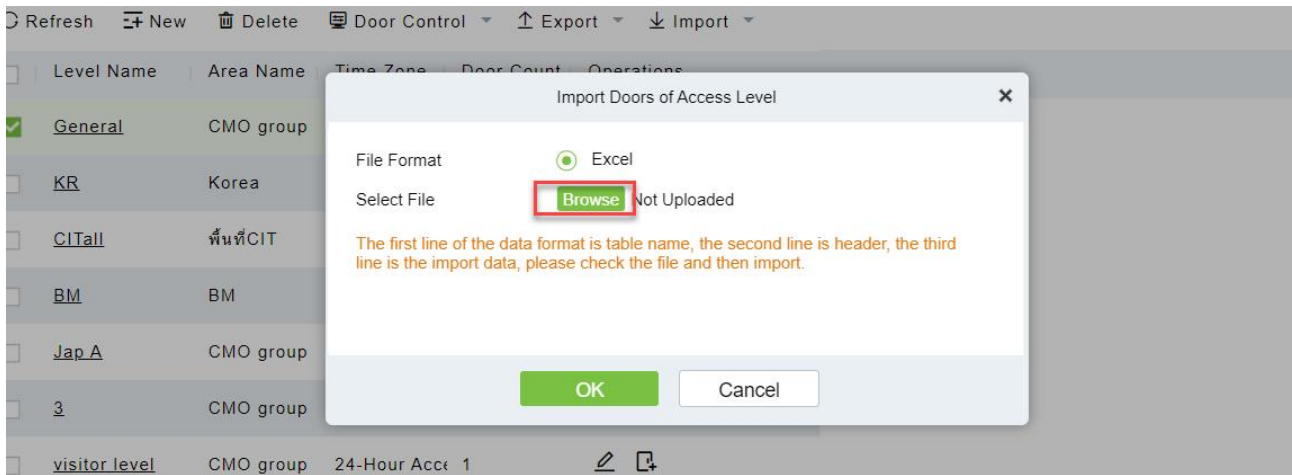 Refresh New Delete Door Control Export Import
Level Name Area Name Time Zone Door Count Operations
Import Doors of Access Level
General CMO group
File Format Excel
KR Korea
Select File Browse Not Uploaded
CITall พื้นที่CIT
The first line of the data format is table name, the second line is header, the third
line is the import data, please check the file and then import.
BM BM
Jap A CMO group
OK Cancel
3 CMO group
visitor level CMO group 24-Hour Acce 1